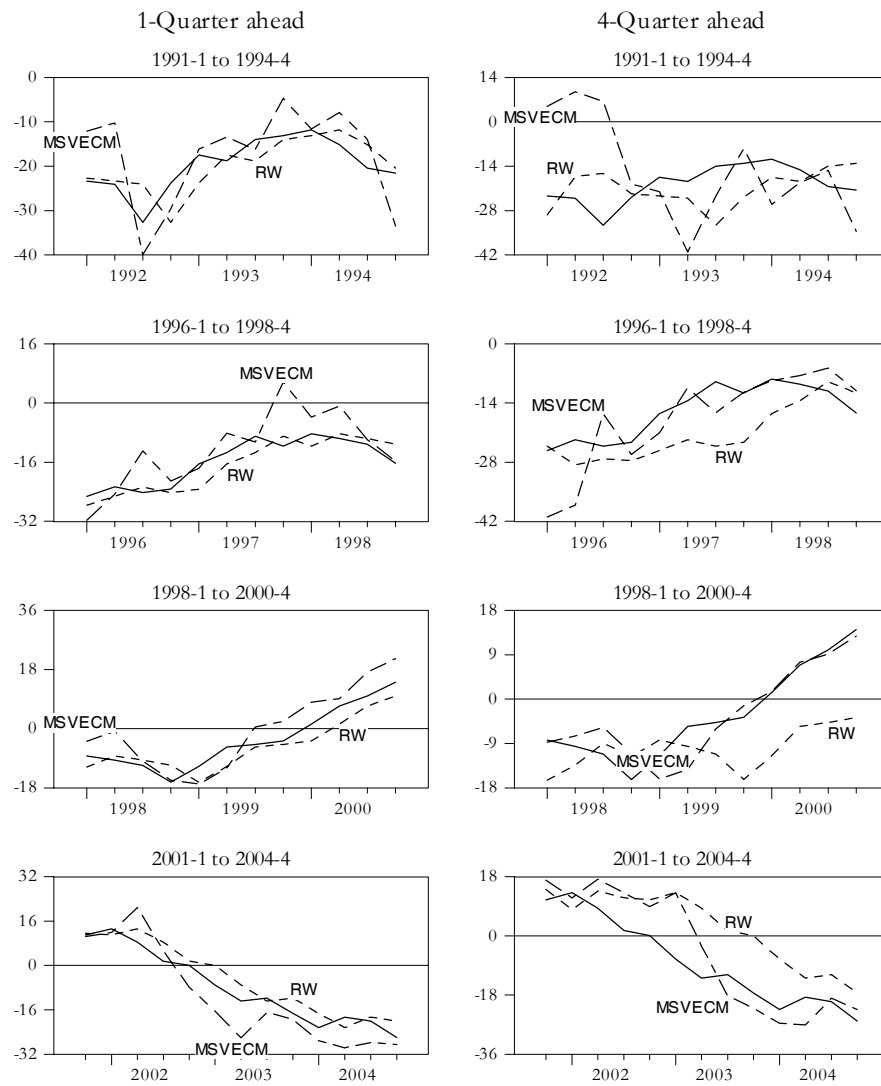 1-Quarter ahead
4-Quarter ahead
1991-1 to 1994-4
0
-10
-20
-30
-40
MSVECM
RW
1992 1993 1994
1991-1 to 1994-4
14
0
-14
-28
-42
MSVECM
RW
1992 1993 1994
1996-1 to 1998-4
16
0
-16
-32
MSVECM
RW
1996 1997 1998
1996-1 to 1998-4
0
-14
-28
-42
MSVECM
RW
1996 1997 1998
1998-1 to 2000-4
36
18
0
-18
MSVECM
RW
1998 1999 2000
1998-1 to 2000-4
18
9
0
-9
-18
MSVECM
RW
1998 1999 2000
2001-1 to 2004-4
32
16
0
-16
-32
RW
MSVECM
2002 2003 2004
2001-1 to 2004-4
18
0
-18
-36
RW
MSVECM
2002 2003 2004